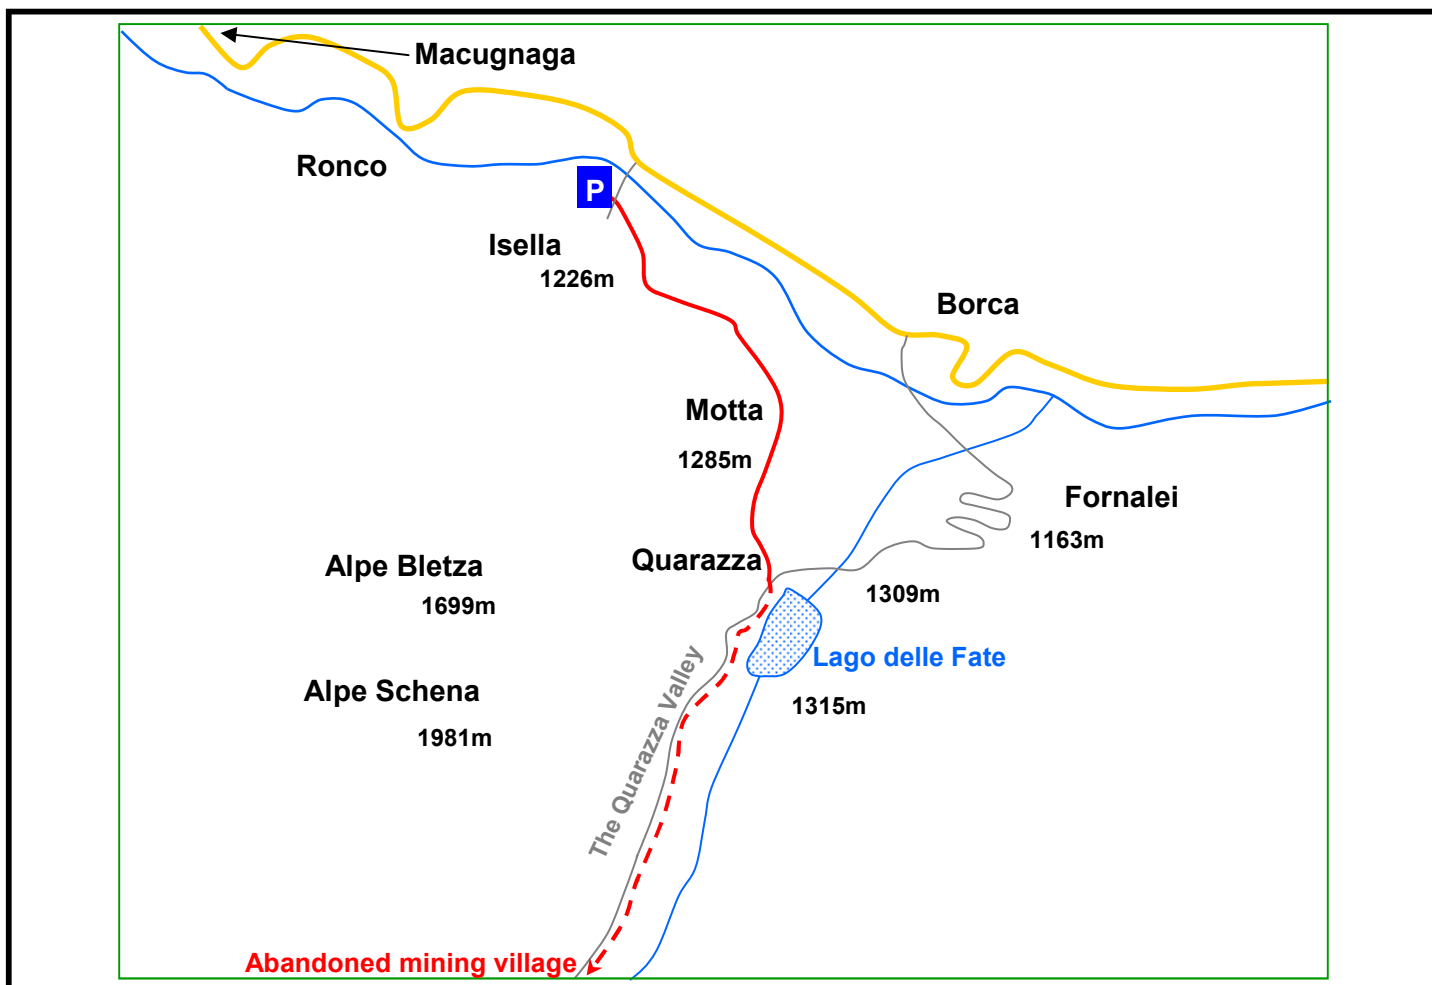 Macugnaga
Ronco
P
Isella
1226m
Borca
Motta
1285m
Fornalei
1163m
Quarazza
Alpe Bletza
1699m
1309m
Lago delle Fate
1315m
Alpe Schena
1981m
The Quarazza Valley
Abandoned mining village